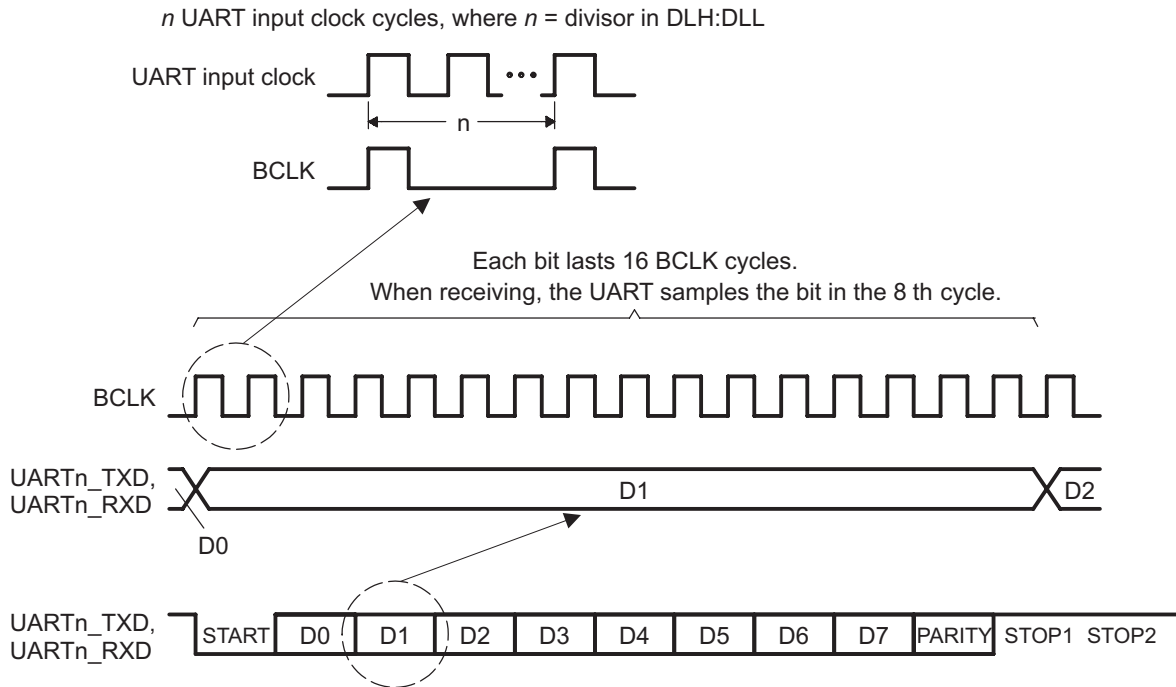 n UART input clock cycles, where n = divisor in DLH:DLL
UART input clock
n
BCLK
Each bit lasts 16 BCLK cycles.
When receiving, the UART samples the bit in the 8 th cycle.
BCLK
UARTn_TXD,
UARTn_RXD
D1
D2
D0
UARTn_TXD,
UARTn_RXD
START D0 D1 D2 D3 D4 D5 D6 D7 PARITY STOP1 STOP2